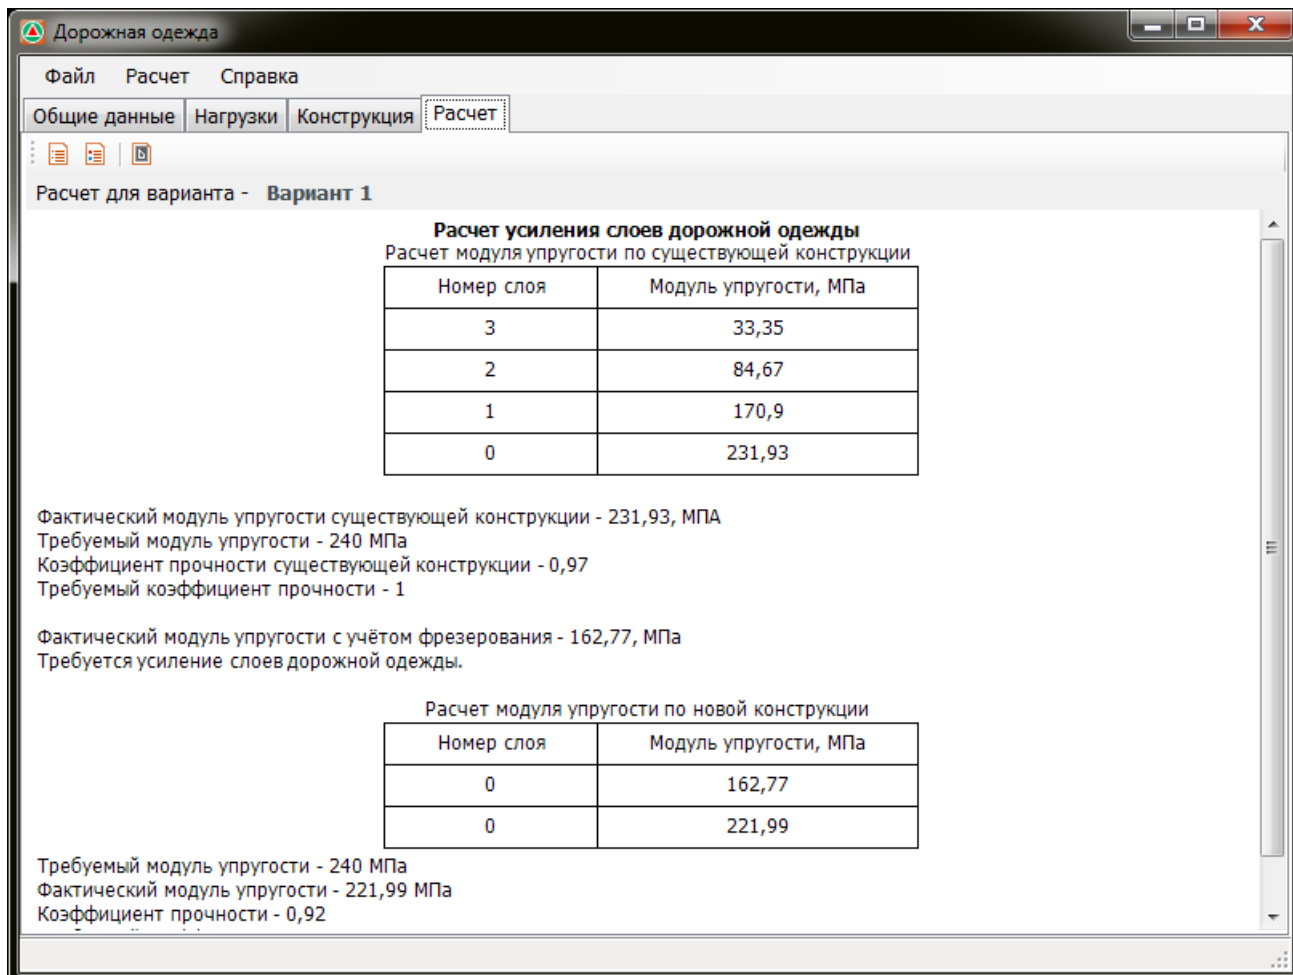 Дорожная одежда
Файл Расчет Справка
Общие данные Нагрузки Конструкция Расчет
Расчет для варианта - Вариант 1
Расчет усиления слоев дорожной одежды
Расчет модуля упругости по существующей конструкции
Номер слоя Модуль упругости, МПа
3 33,35
2 84,67
1 170,9
0 231,93
Фактический модуль упругости существующей конструкции - 231,93, МПА
Требуемый модуль упругости - 240 МПа
Коэффициент прочности существующей конструкции - 0,97
Требуемый коэффициент прочности - 1
Фактический модуль упругости с учётом фрезерования - 162,77, МПа
Требуется усиление слоев дорожной одежды.
Расчет модуля упругости по новой конструкции
Номер слоя Модуль упругости, МПа
0 162,77
0 221,99
Требуемый модуль упругости - 240 МПа
Фактический модуль упругости - 221,99 МПа
Коэффициент прочности - 0,92